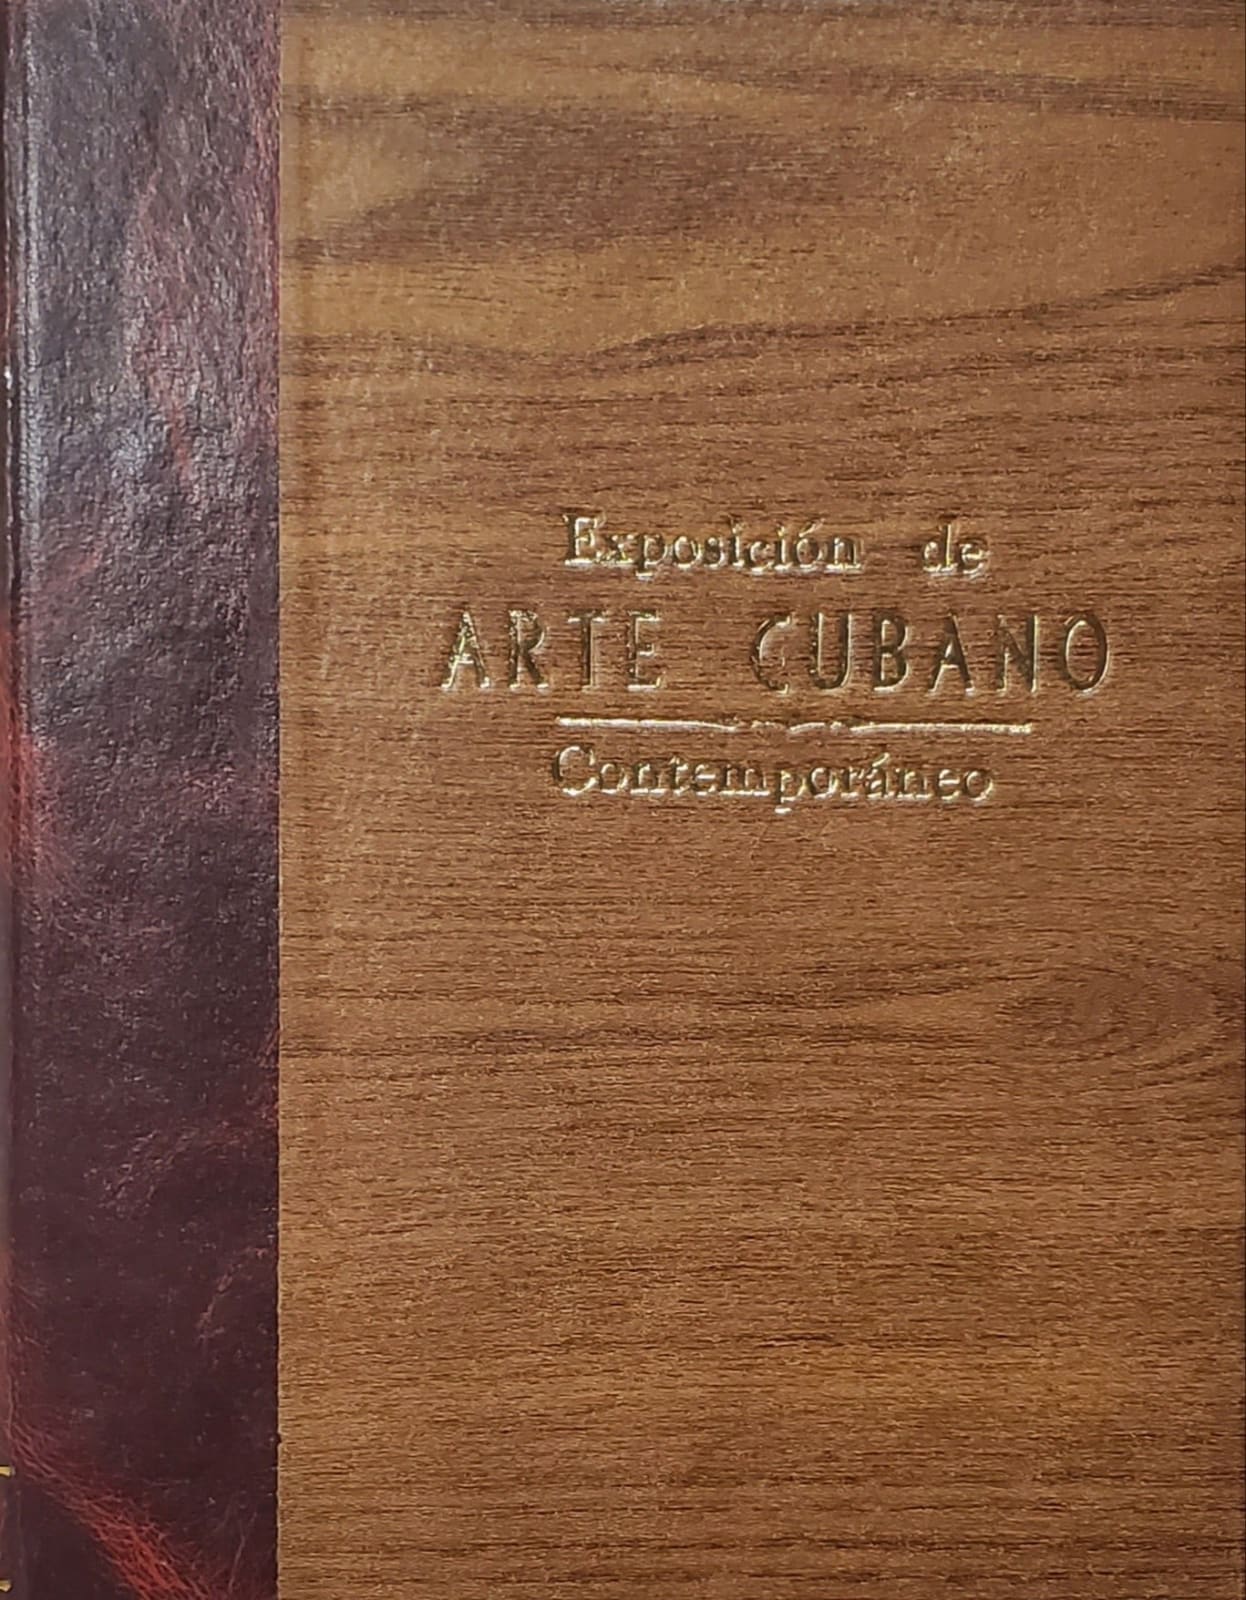 Exposición de
ARTE CUBANO
Contemporáneo